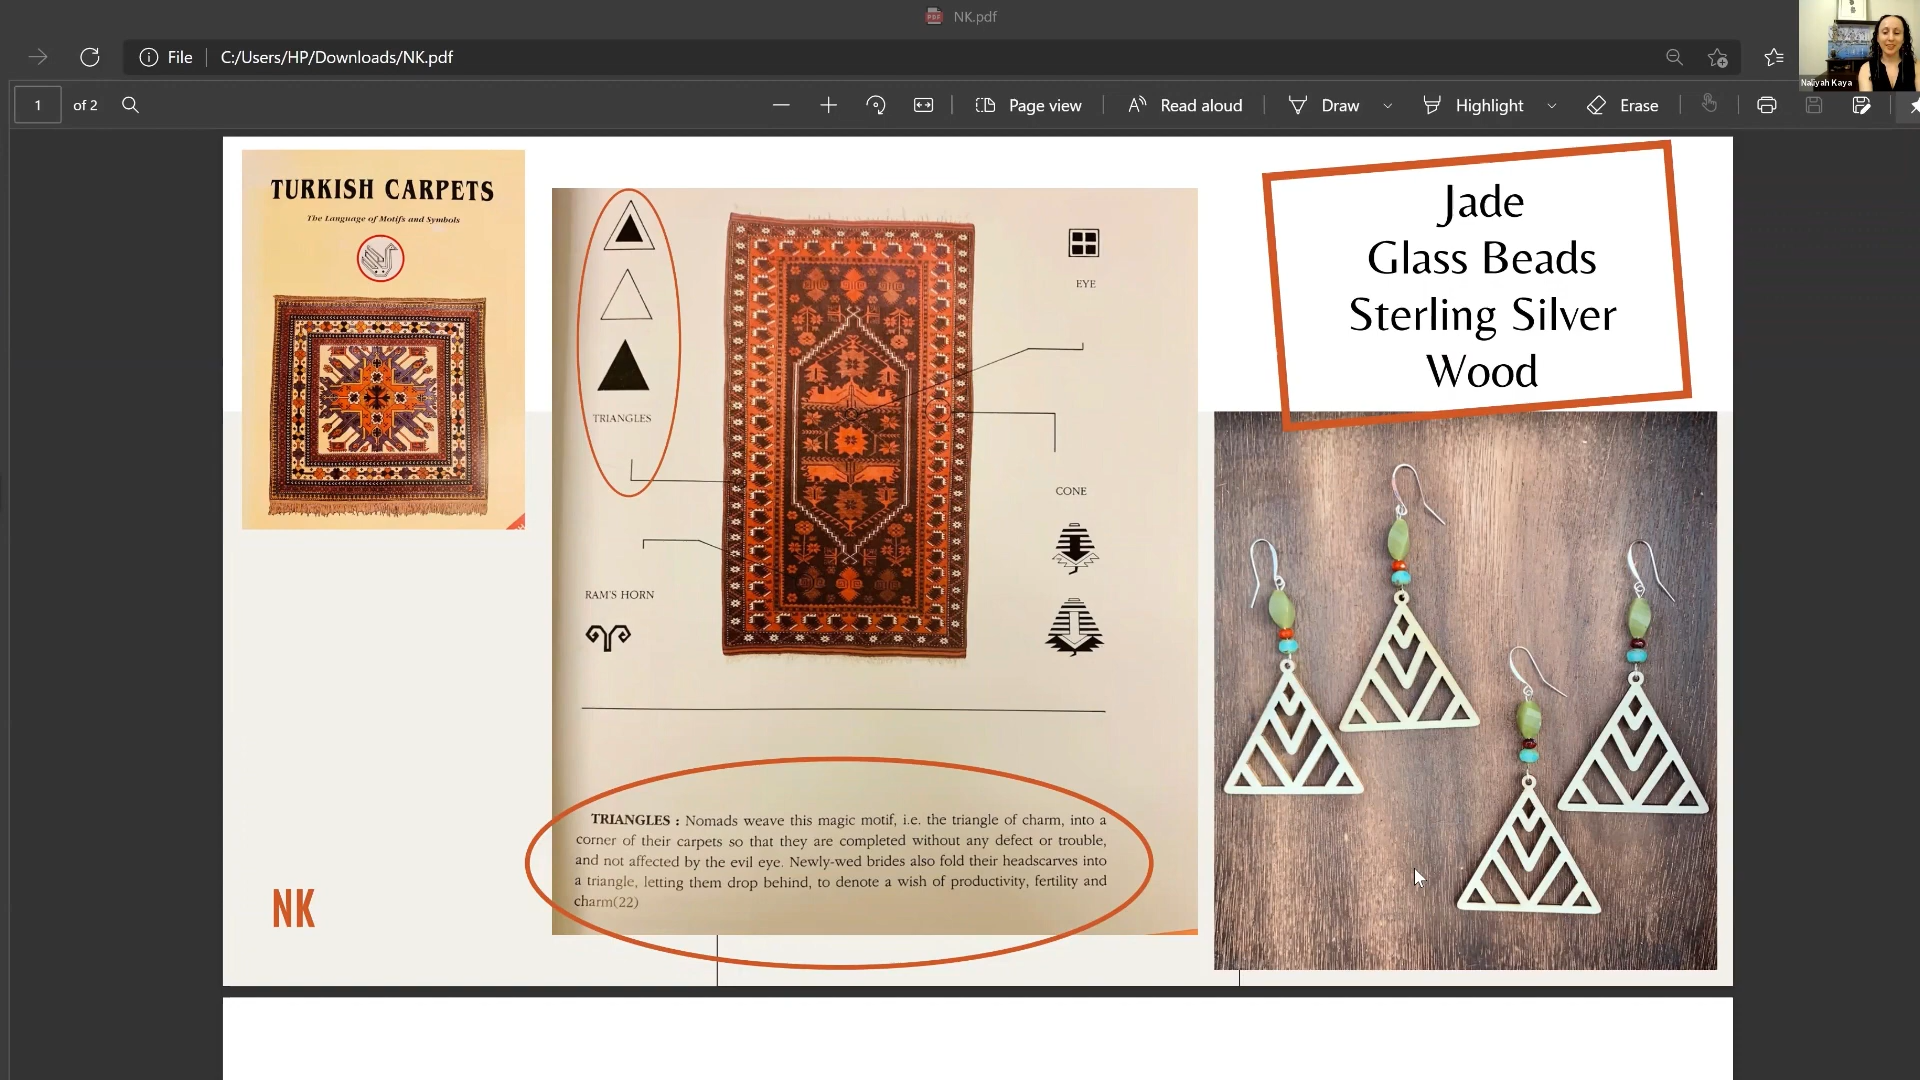 NK.pdf
File
C:/Users/HP/Downloads/NK.pdf
Naliyah Kaya
1
of 2
Page view
Read aloud
Draw
Highlight
Erase
TURKISH CARPETS
The Language of Motifs and Symbols
TRIANGLES
RAM'S HORN
EYE
CONE
TRIANGLES : Nomads weave this magic motif, i.e. the triangle of charm, into a
corner of their carpets so that they are completed without any defect or trouble,
and not affected by the evil eye. Newly-wed brides also fold their headscarves into
a triangle, letting them drop behind, to denote a wish of productivity, fertility and
charm(22)
Jade
Glass Beads
Sterling Silver
Wood
NK